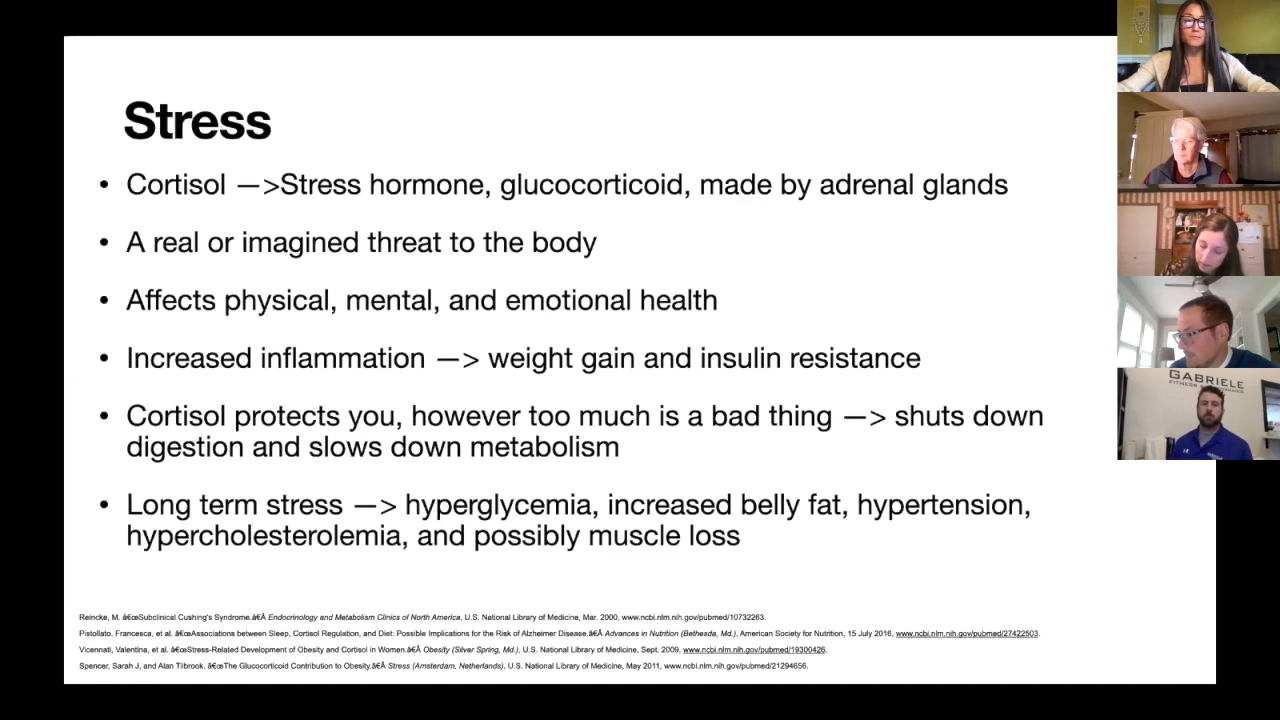 Stress
• Cortisol —>Stress hormone, glucocorticoid, made by adrenal glands
• A real or imagined threat to the body
• Affects physical, mental, and emotional health
• Increased inflammation —> weight gain and insulin resistance
• Cortisol protects you, however too much is a bad thing —> shuts down
digestion and slows down metabolism
• Long term stress —> hyperglycemia, increased belly fat, hypertension,
hypercholesterolemia, and possibly muscle loss
Reincke, M. â€œSubclinical Cushing's Syndrome.â€Â Endocrinology and Metabolism Clinics of North America, U.S. National Library of Medicine, Mar. 2000, www.ncbi.nlm.nih.gov/pubmed/10732263.
Pistollato, Francesca, et al. â€œAssociations between Sleep, Cortisol Regulation, and Diet: Possible Implications for the Risk of Alzheimer Disease.â€Â Advances in Nutrition (Bethesda, Md.), American Society for Nutrition, 15 July 2016, www.ncbi.nlm.nih.gov/pubmed/27422503.
Vicennati, Valentina, et al. â€œStress-Related Development of Obesity and Cortisol in Women.â€Â Obesity (Silver Spring, Md.), U.S. National Library of Medicine, Sept. 2009, www.ncbi.nlm.nih.gov/pubmed/19300426.
Spencer, Sarah J, and Alan Tilbrook. â€œThe Glucocorticoid Contribution to Obesity.â€Â Stress (Amsterdam, Netherlands), U.S. National Library of Medicine, May 2011, www.ncbi.nlm.nih.gov/pubmed/21294656.
GABRIELE
FITNESS